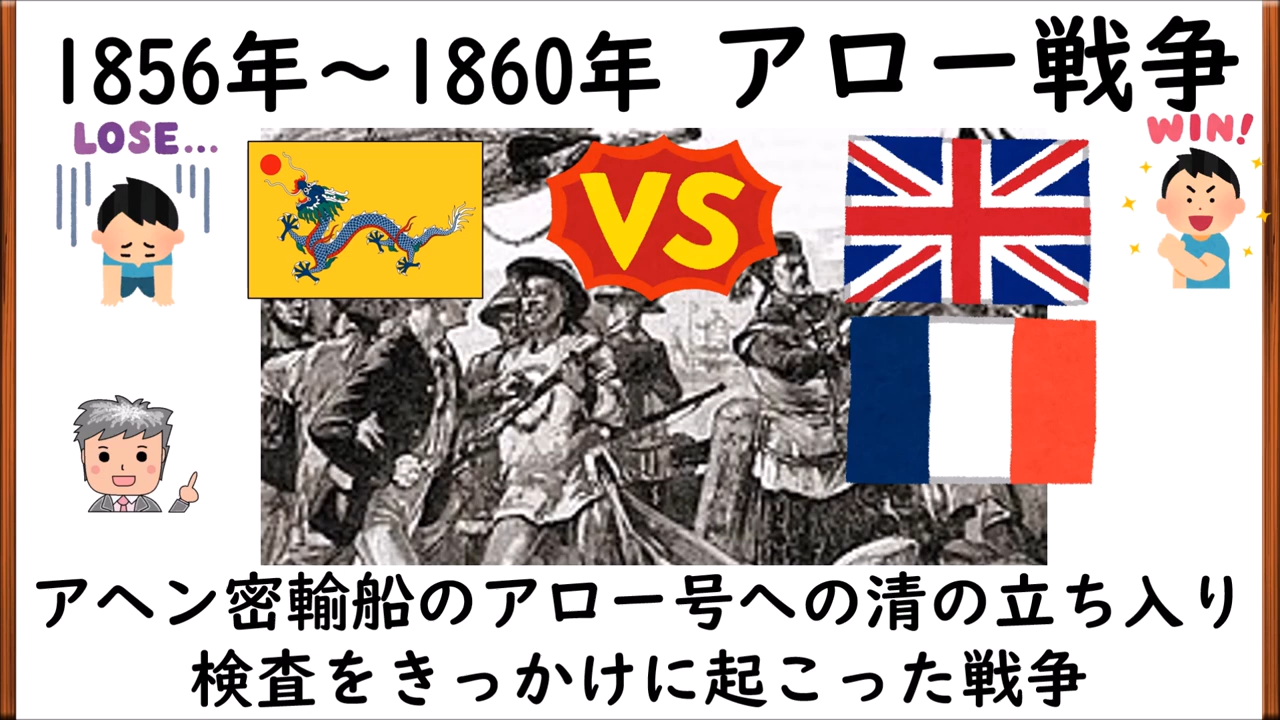 1856年～1860年 アロー戦争
LOSE...
VS
WIN!
アヘン密輸船のアロー号への清の立ち入り
検査をきっかけに起こった戦争